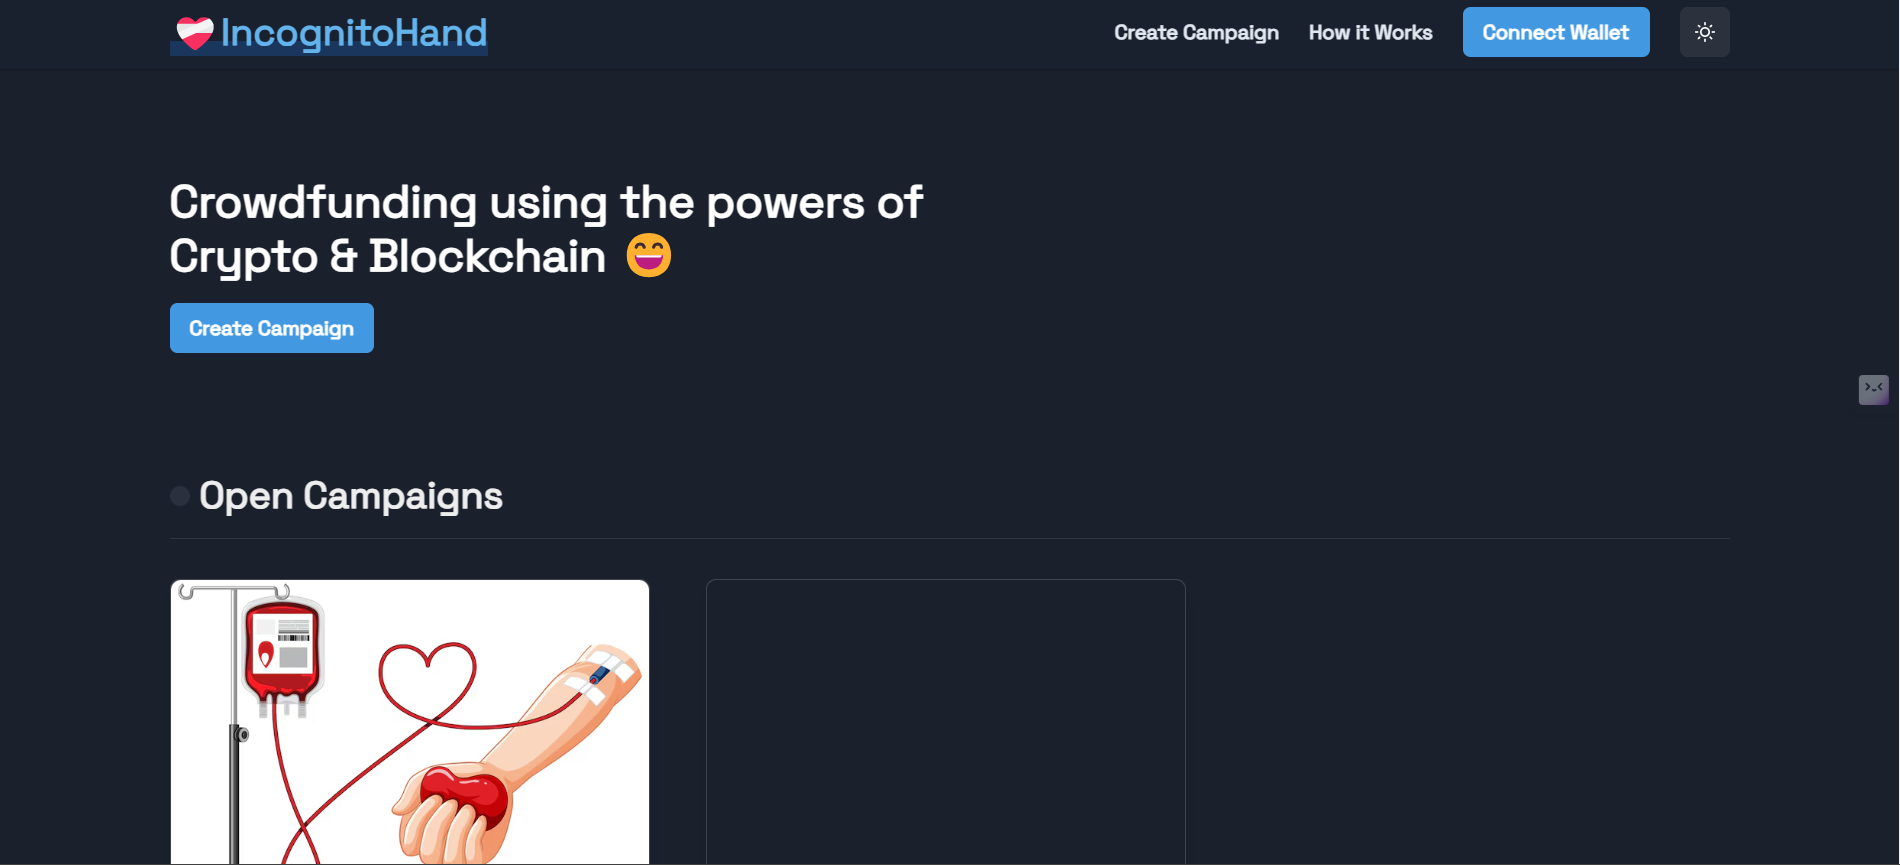 IncognitoHand
Create Campaign
How it Works
Connect Wallet
Crowdfunding using the powers of
Crypto & Blockchain 😄
Create Campaign
Open Campaigns